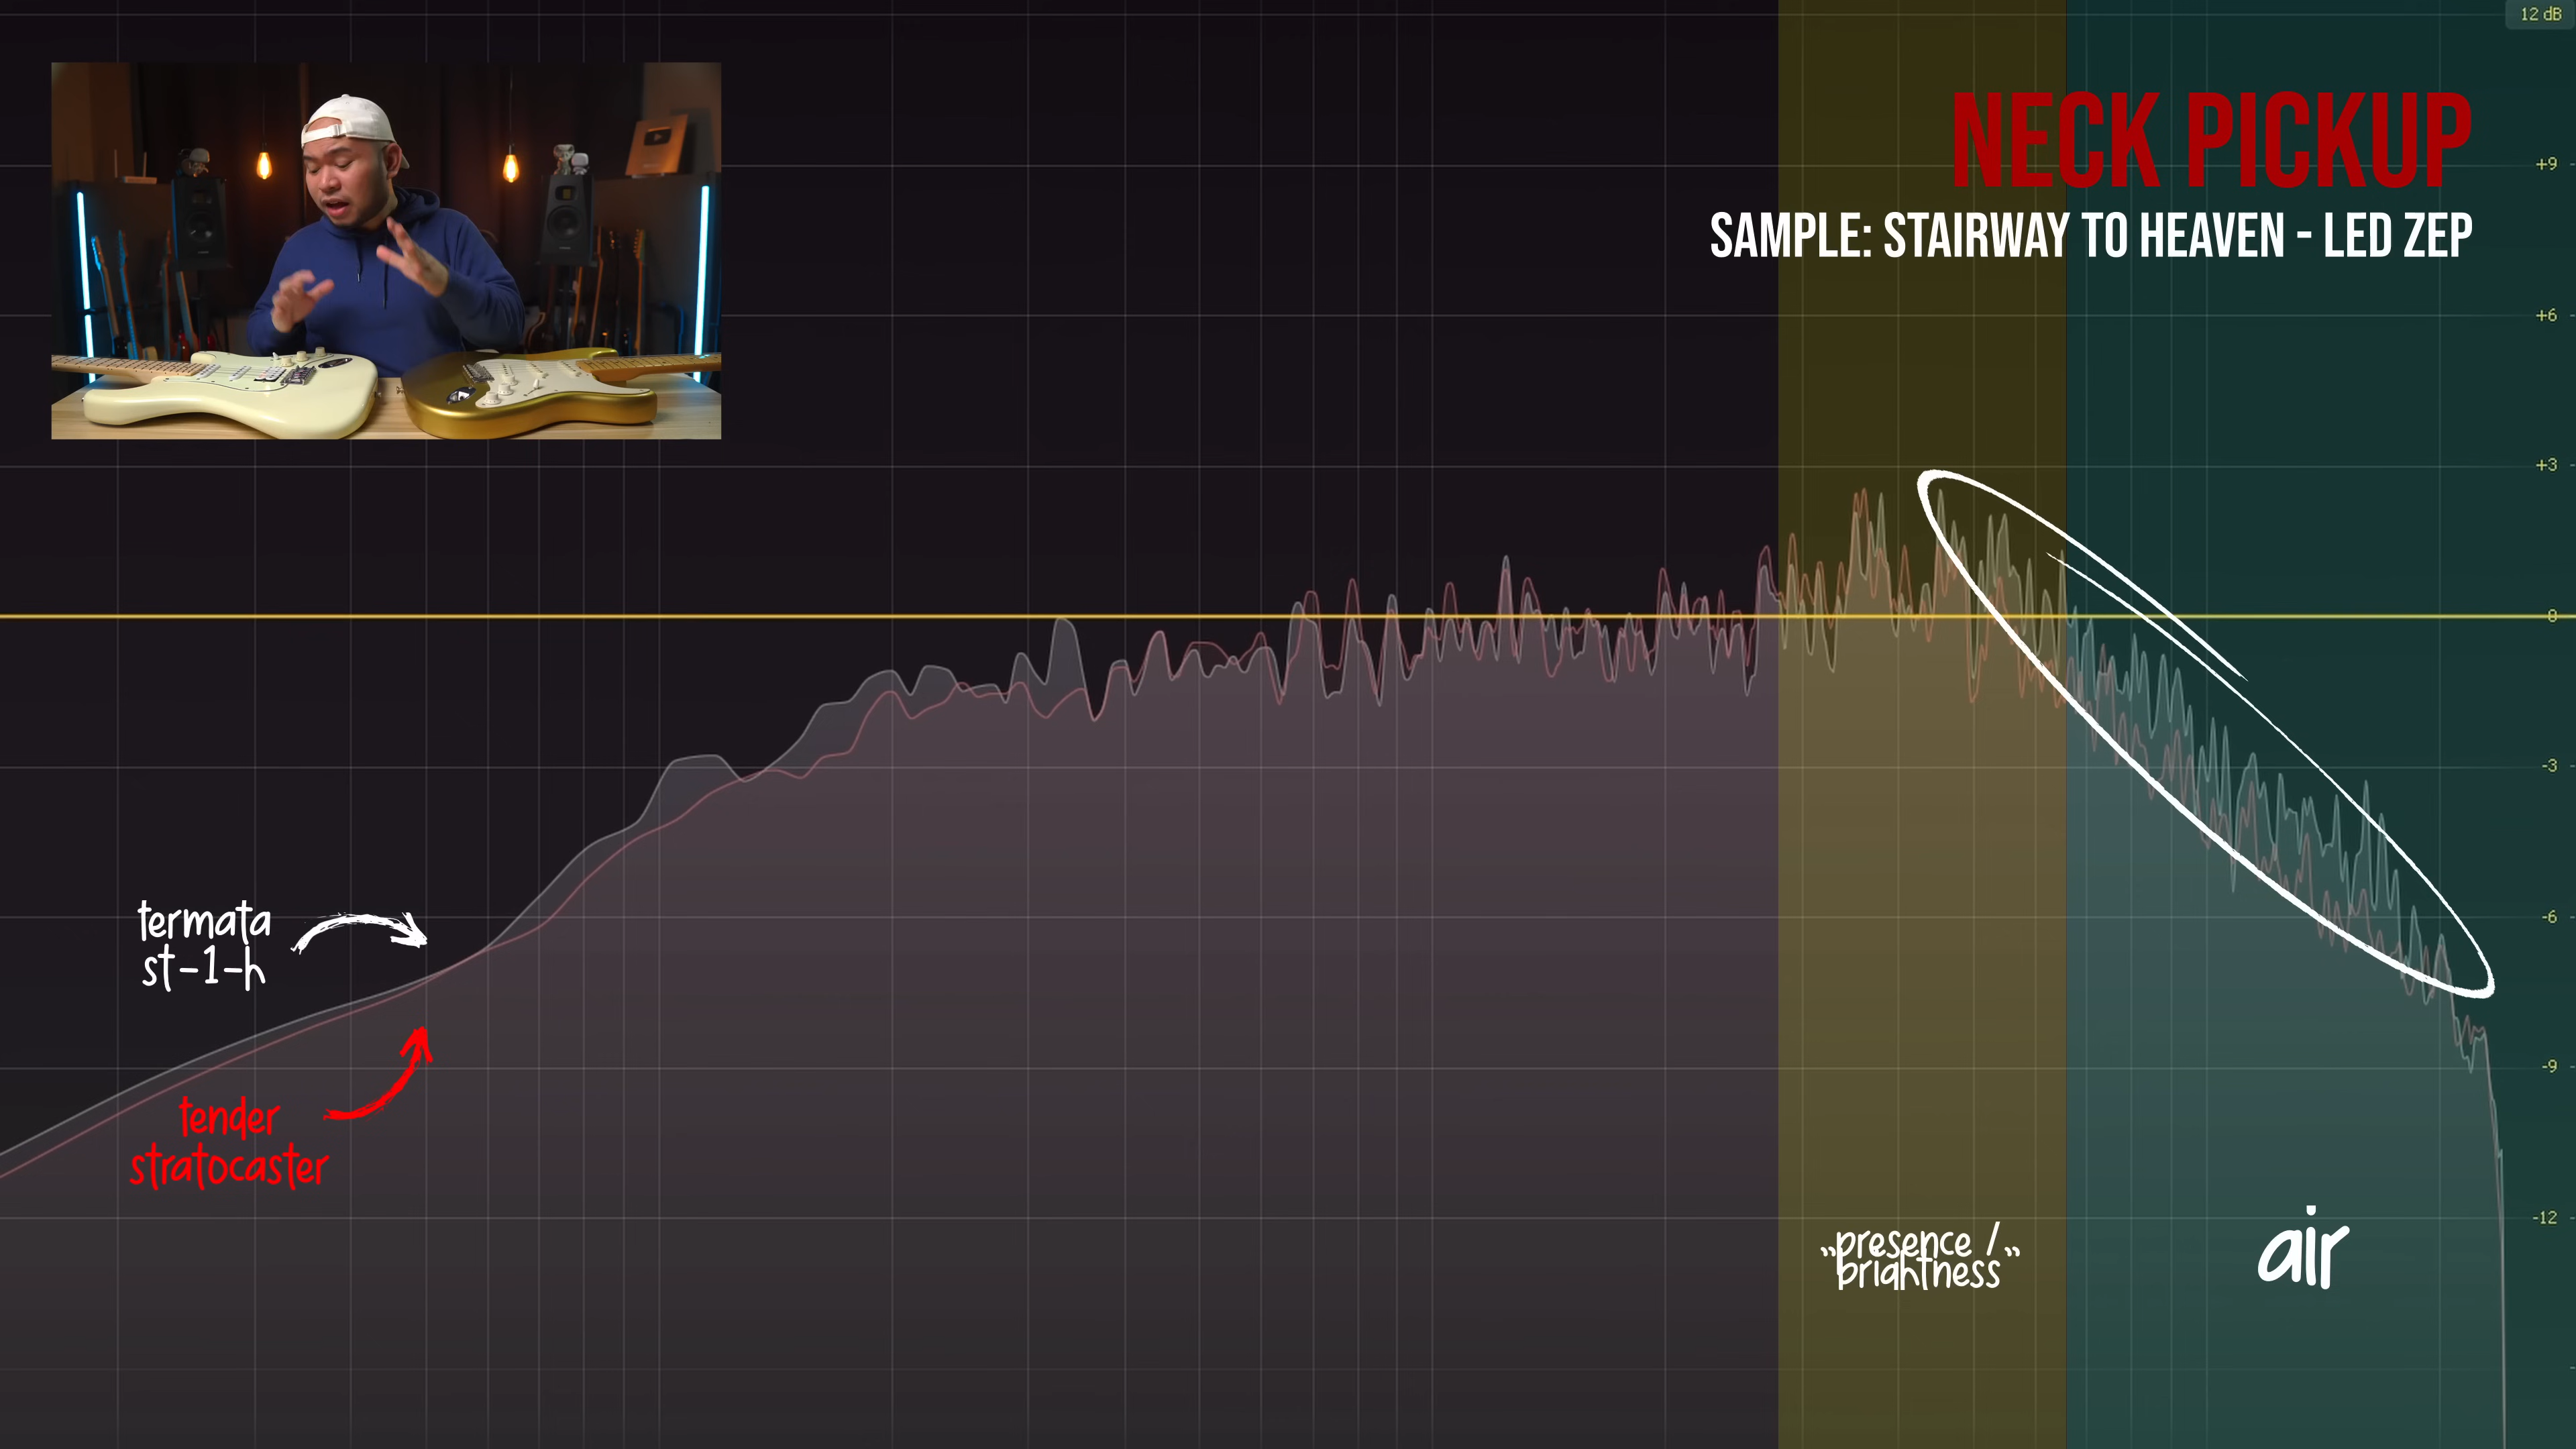 12 dB
NECK PICKUP
SAMPLE: STAIRWAY TO HEAVEN - LED ZEP
+9
+6
+3
0
-3
-6
-9
-12
termata
st-1-h
tender
stratocaster
"presence /"
brightness
air